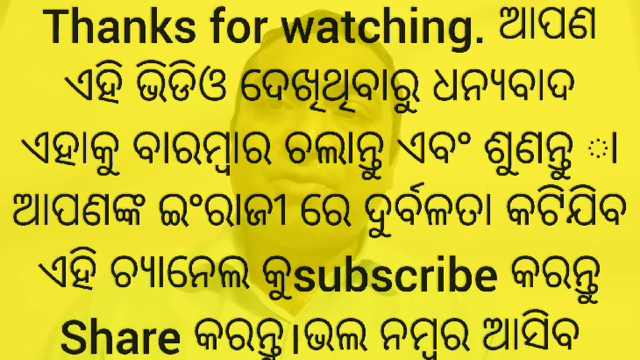 Thanks for watching. ଆପଣ
ଏହି ଭିଡିଓ ଦେଖିଥିବାରୁ ଧନ୍ୟବାଦ
ଏହାକୁ ବାରମ୍ବାର ଚଲାନ୍ତୁ ଏବଂ ଶୁଣନ୍ତୁ ା
ଆପଣଙ୍କ ଇଂରାଜୀ ରେ ଦୁର୍ବଳତା କଟିଯିବ
ଏହି ଚ୍ୟାନେଲ କୁsubscribe କରନ୍ତୁ
Share କରନ୍ତୁ।ଭଲ ନମ୍ବର ଆସିବ